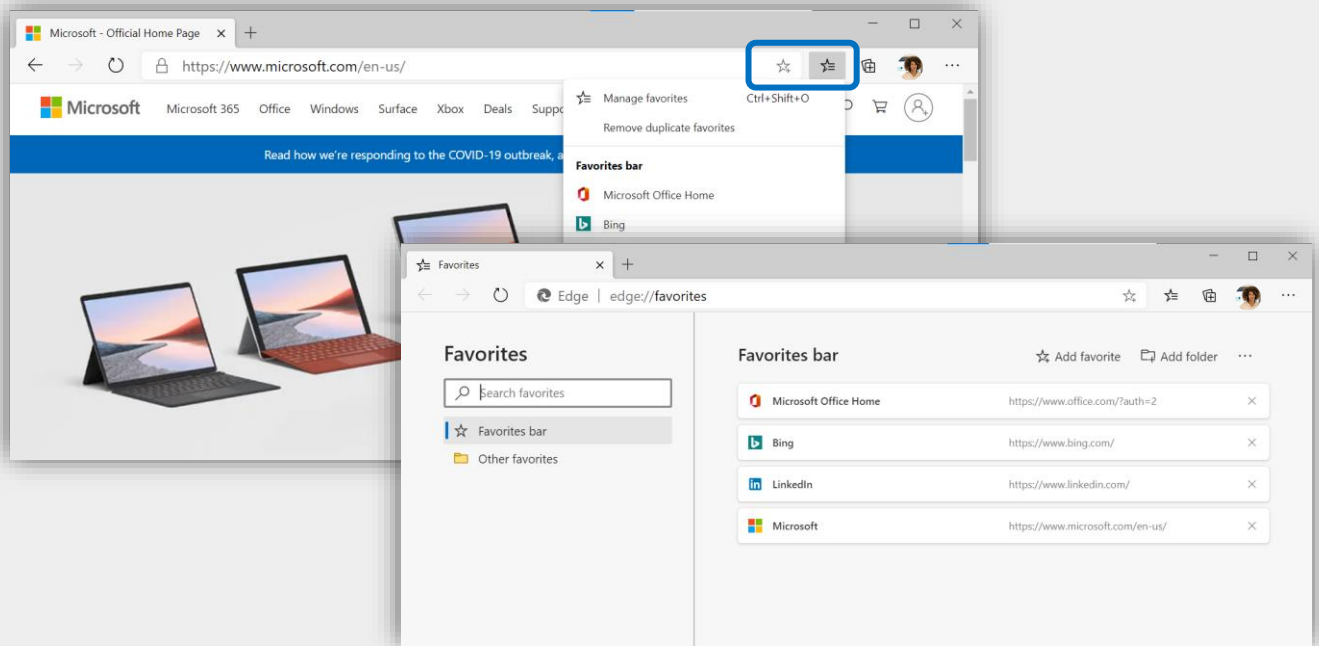 Microsoft - Official Home Page
https://www.microsoft.com/en-us/
Microsoft Microsoft 365 Office Windows Surface Xbox Deals
Manage favorites Ctrl+Shift+O
Remove duplicate favorites
Read how we're responding to the COVID-19 outbreak,
Favorites bar
Microsoft Office Home
Bing
Favorites
Edge | edge://favorites
Favorites
Search favorites
Favorites bar
Other favorites
Favorites bar Add favorite Add folder
Microsoft Office Home https://www.office.com/?auth=2
Bing https://www.bing.com/
LinkedIn https://www.linkedin.com/
Microsoft https://www.microsoft.com/en-us/